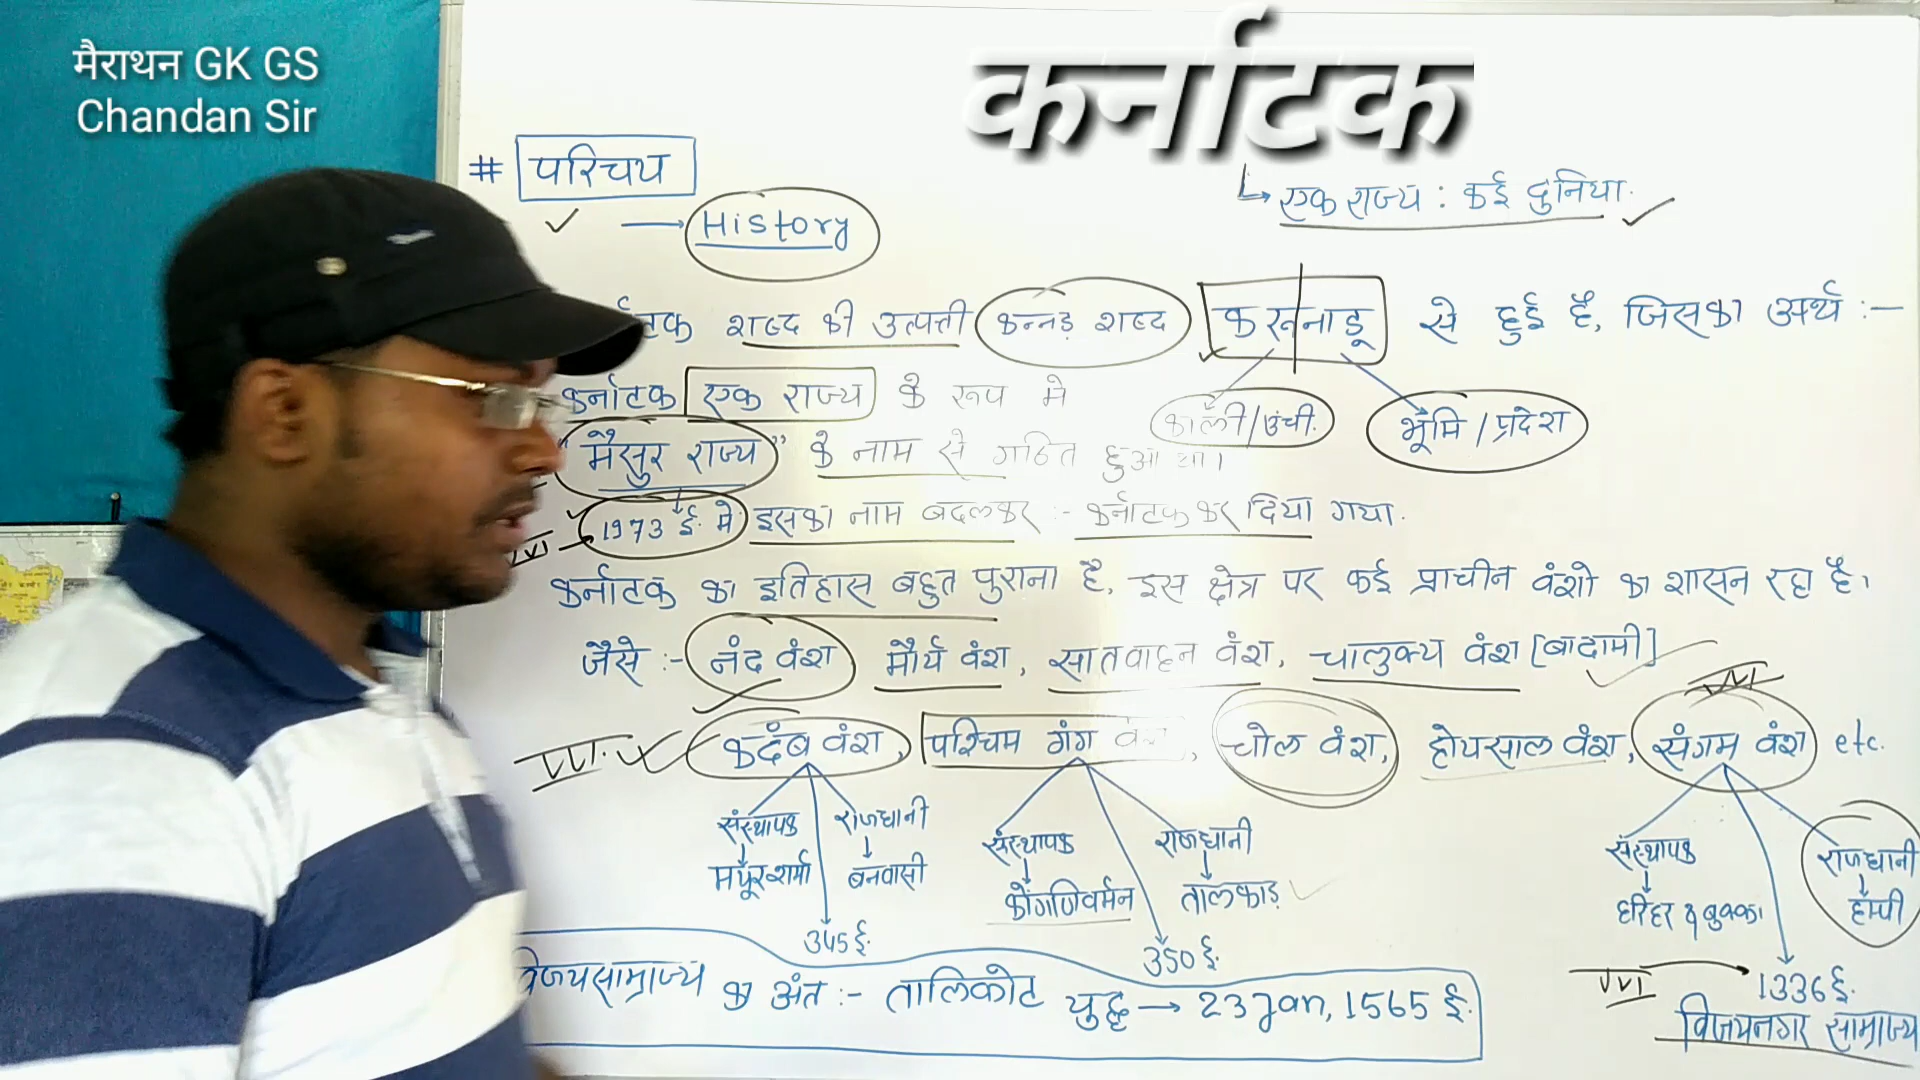 मैराथन GK GS
Chandan Sir
कर्नाटक
# परिचय
↳ एक राज्य : कई दुनिया.
✓ → History
टक शब्द की उत्पत्ती कन्नड़ शब्द करुनाडू से हुई है, जिसका अर्थ :-
काली/उंची. भूमि/प्रदेश
कर्नाटक एक राज्य के रूप मे
"मैसुर राज्य" के नाम से गठित हुआ था।
VVI → 1973 ई. मे इसका नाम बदलकर :- कर्नाटक कर दिया गया.
कर्नाटक का इतिहास बहुत पुराना है, इस क्षेत्र पर कई प्राचीन वंशो का शासन रहा है।
जैसे :- नंद वंश मौर्य वंश, सातवाहन वंश, चालुक्य वंश [बादामी]
VVI
VVI. कदंब वंश, पश्चिम गंग वंश, चोल वंश, होयसाल वंश, संगम वंश etc.
संस्थापक राजधानी संस्थापक राजधानी संस्थापक राजधानी
मयूर शर्मा बनवासी कोंगणिवर्मन तालकाड़ हरिहर & बुक्का हम्पी
345 ई. 350 ई. 1336 ई.
VVI
विजयनगर साम्राज्य
विजयसाम्राज्य का अंत :- तालिकोट युद्ध → 23 Jan, 1565 ई.